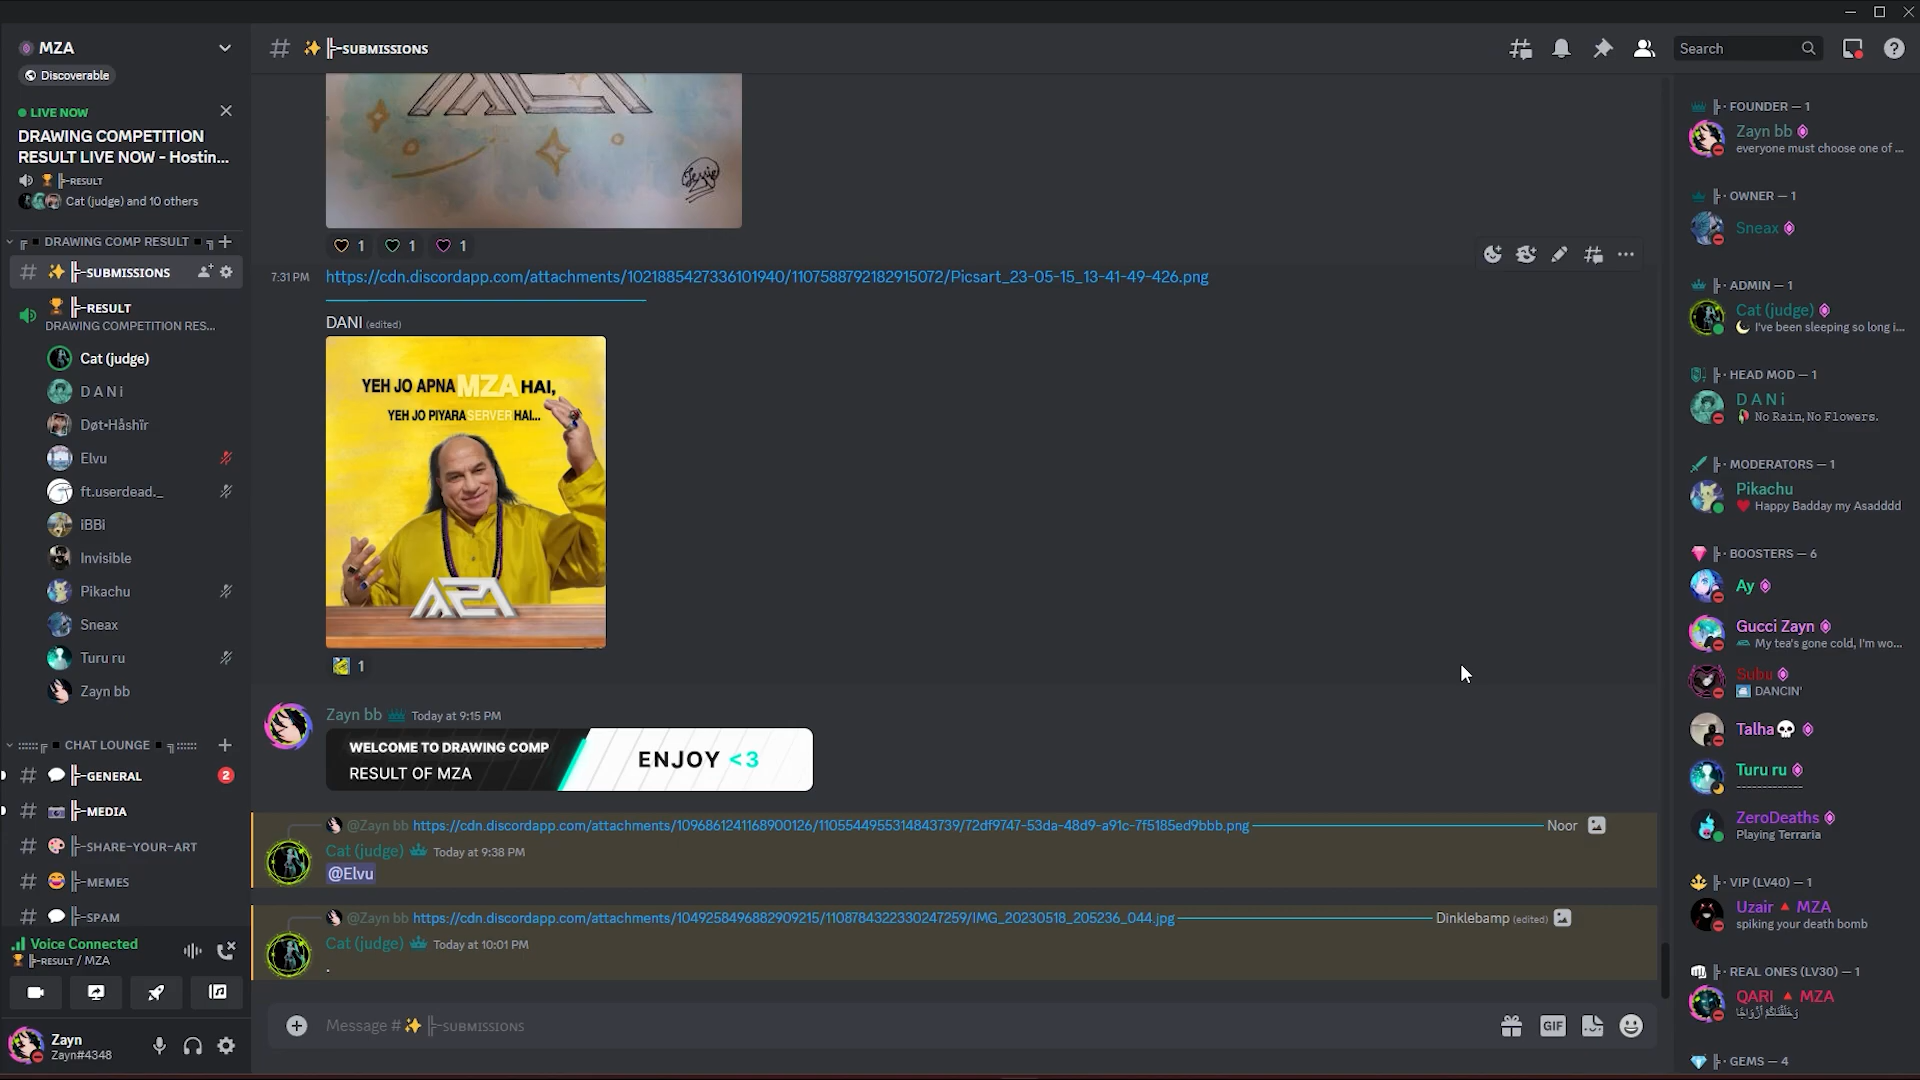 MZA
Discoverable
LIVE NOW
DRAWING COMPETITION
RESULT LIVE NOW - Hostin...
RESULT
Cat (judge) and 10 others
DRAWING COMP RESULT
SUBMISSIONS
RESULT
DRAWING COMPETITION RES...
Cat (judge)
D A N i
Døt•Håshĩr
Elvu
ft.userdead._
iBBi
Invisible
Pikachu
Sneax
Turu ru
Zayn bb
CHAT LOUNGE
GENERAL
2
MEDIA
SHARE-YOUR-ART
MEMES
SPAM
Voice Connected
RESULT / MZA
Zayn
Zayn#4348
SUBMISSIONS
Search
1 1 1
7:31 PM https://cdn.discordapp.com/attachments/1021885427336101940/1107588792182915072/Picsart_23-05-15_13-41-49-426.png
DANI (edited)
YEH JO APNA MZA HAI,
YEH JO PIYARA SERVER HAI...
MZA
1
Zayn bb Today at 9:15 PM
WELCOME TO DRAWING COMP
RESULT OF MZA
ENJOY <3
@Zayn bb https://cdn.discordapp.com/attachments/1096861241168900126/1105544955314843739/72df9747-53da-48d9-a91c-7f5185ed9bbb.png Noor
Cat (judge) Today at 9:38 PM
@Elvu
@Zayn bb https://cdn.discordapp.com/attachments/1049258496882909215/1108784322330247259/IMG_20230518_205236_044.jpg Dinklebamp (edited)
Cat (judge) Today at 10:01 PM
.
Message # SUBMISSIONS
GIF
FOUNDER — 1
Zayn bb
everyone must choose one of ...
OWNER — 1
Sneax
ADMIN — 1
Cat (judge)
I've been sleeping so long i...
HEAD MOD — 1
D A N i
No Rain, No Flowers.
MODERATORS — 1
Pikachu
Happy Badday my Asadddd
BOOSTERS — 6
Ay
Gucci Zayn
My tea's gone cold, I'm wo...
Subu
DANCIN'
Talha
Turu ru
-------------
ZeroDeaths
Playing Terraria
VIP (LV40) — 1
Uzair MZA
spiking your death bomb
REAL ONES (LV30) — 1
QARI MZA
وَخَلَقْنَاكُمْ أَزْوَاجًا
GEMS — 4